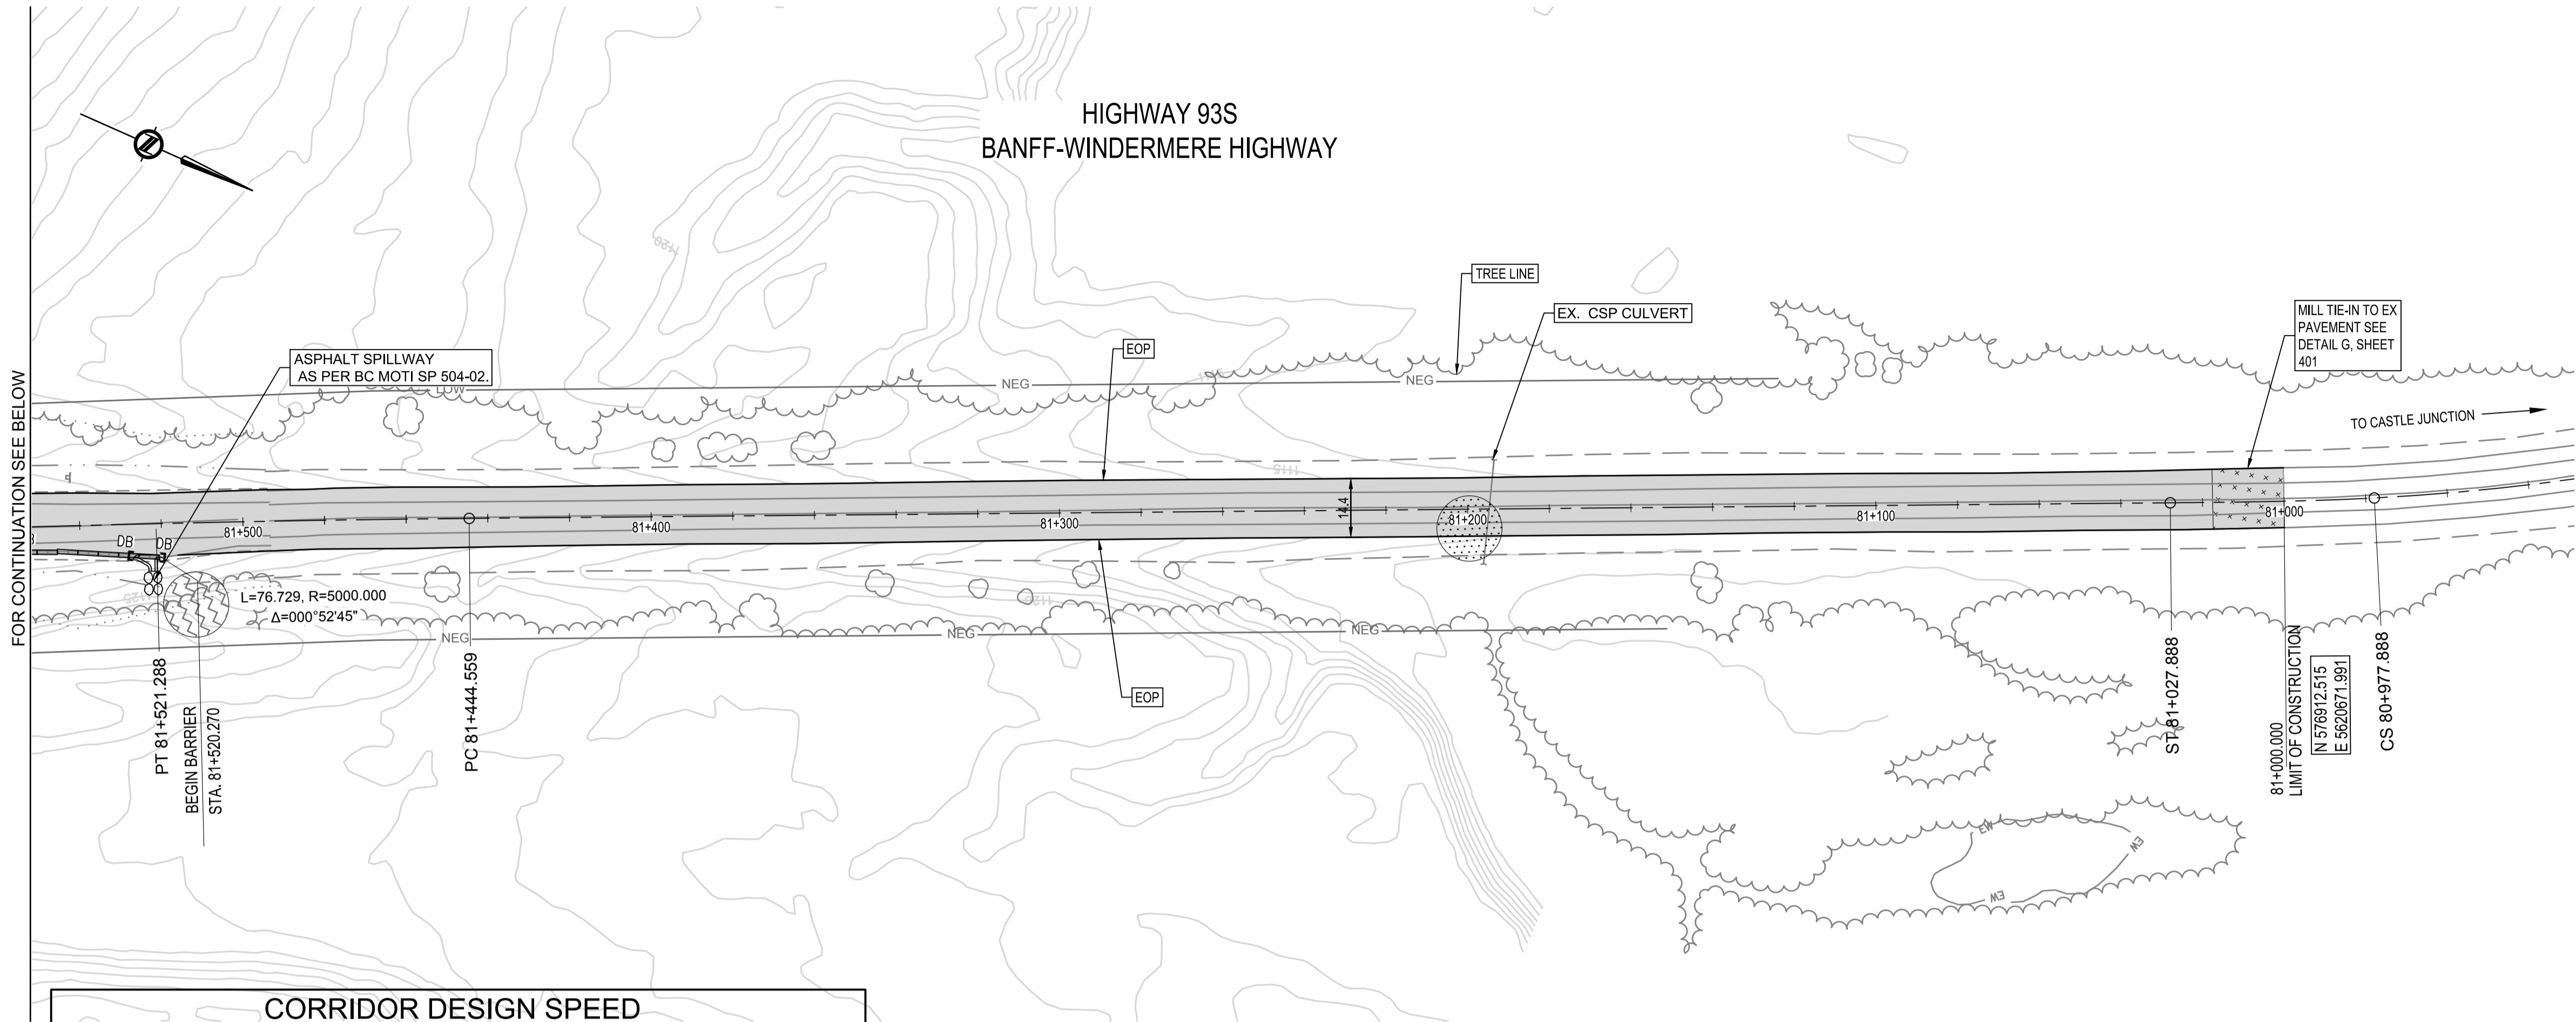 HIGHWAY 93S
BANFF-WINDERMERE HIGHWAY
FOR CONTINUATION SEE BELOW
ASPHALT SPILLWAY
AS PER BC MOTI SP 504-02.
EOP
TREE LINE
EX. CSP CULVERT
MILL TIE-IN TO EX
PAVEMENT SEE
DETAIL G, SHEET
401
TO CASTLE JUNCTION
1120
LOW
NEG
NEG
1115
14.4
81+500
81+400
81+300
81+200
81+100
81+000
DB
DB
1125
L=76.729, R=5000.000
Δ=000°52'45"
1120
NEG
NEG
NEG
EOP
PT 81+521.288
BEGIN BARRIER
STA. 81+520.270
PC 81+444.559
ST 81+027.888
81+000.000
LIMIT OF CONSTRUCTION
N 576912.515
E 5620671.991
CS 80+977.888
EW
EW
EW
CORRIDOR DESIGN SPEED